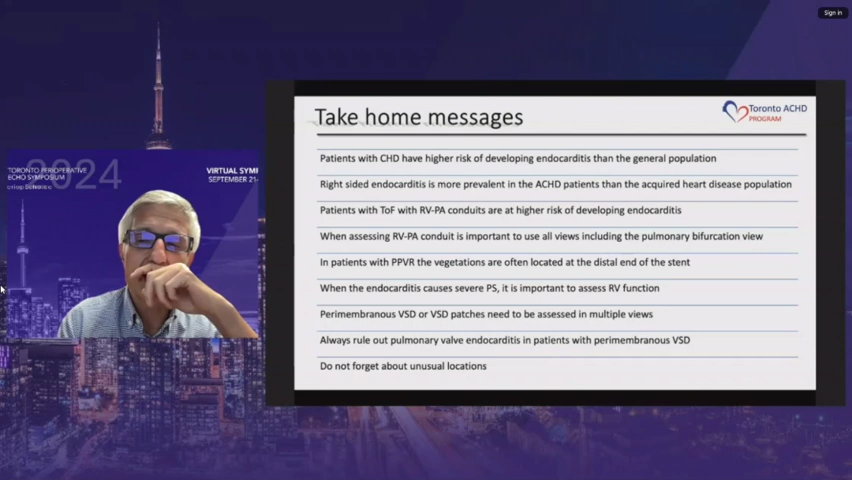 Sign in
Take home messages
Toronto ACHD
PROGRAM
Patients with CHD have higher risk of developing endocarditis than the general population
Right sided endocarditis is more prevalent in the ACHD patients than the acquired heart disease population
Patients with ToF with RV-PA conduits are at higher risk of developing endocarditis
When assessing RV-PA conduit is important to use all views including the pulmonary bifurcation view
In patients with PPVR the vegetations are often located at the distal end of the stent
When the endocarditis causes severe PS, it is important to assess RV function
Perimembranous VSD or VSD patches need to be assessed in multiple views
Always rule out pulmonary valve endocarditis in patients with perimembranous VSD
Do not forget about unusual locations
TORONTO PERIOPERATIVE
ECHO SYMPOSIUM
2024
VIRTUAL SYMP
SEPTEMBER 21-